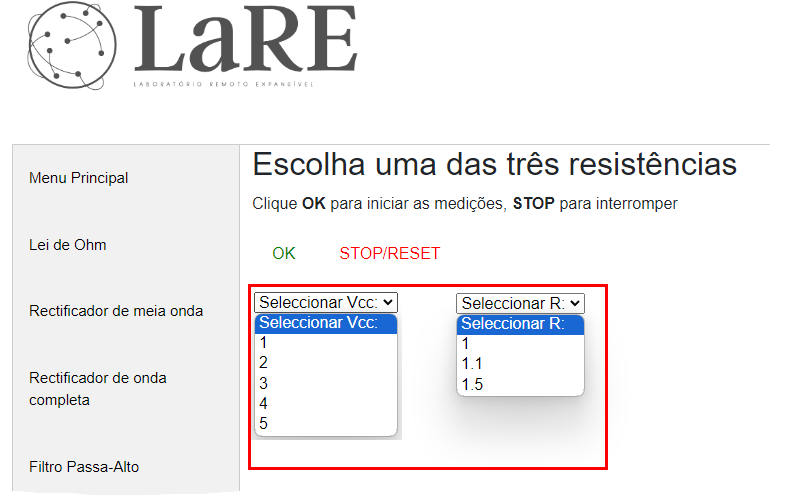 LaRE
LABORATÓRIO REMOTO EXPANSÍVEL
Menu Principal
Lei de Ohm
Rectificador de meia onda
Rectificador de onda
completa
Filtro Passa-Alto
Escolha uma das três resistências
Clique OK para iniciar as medições, STOP para interromper
OK STOP/RESET
Seleccionar Vcc:
Seleccionar Vcc:
1
2
3
4
5
Seleccionar R:
Seleccionar R:
1
1.1
1.5